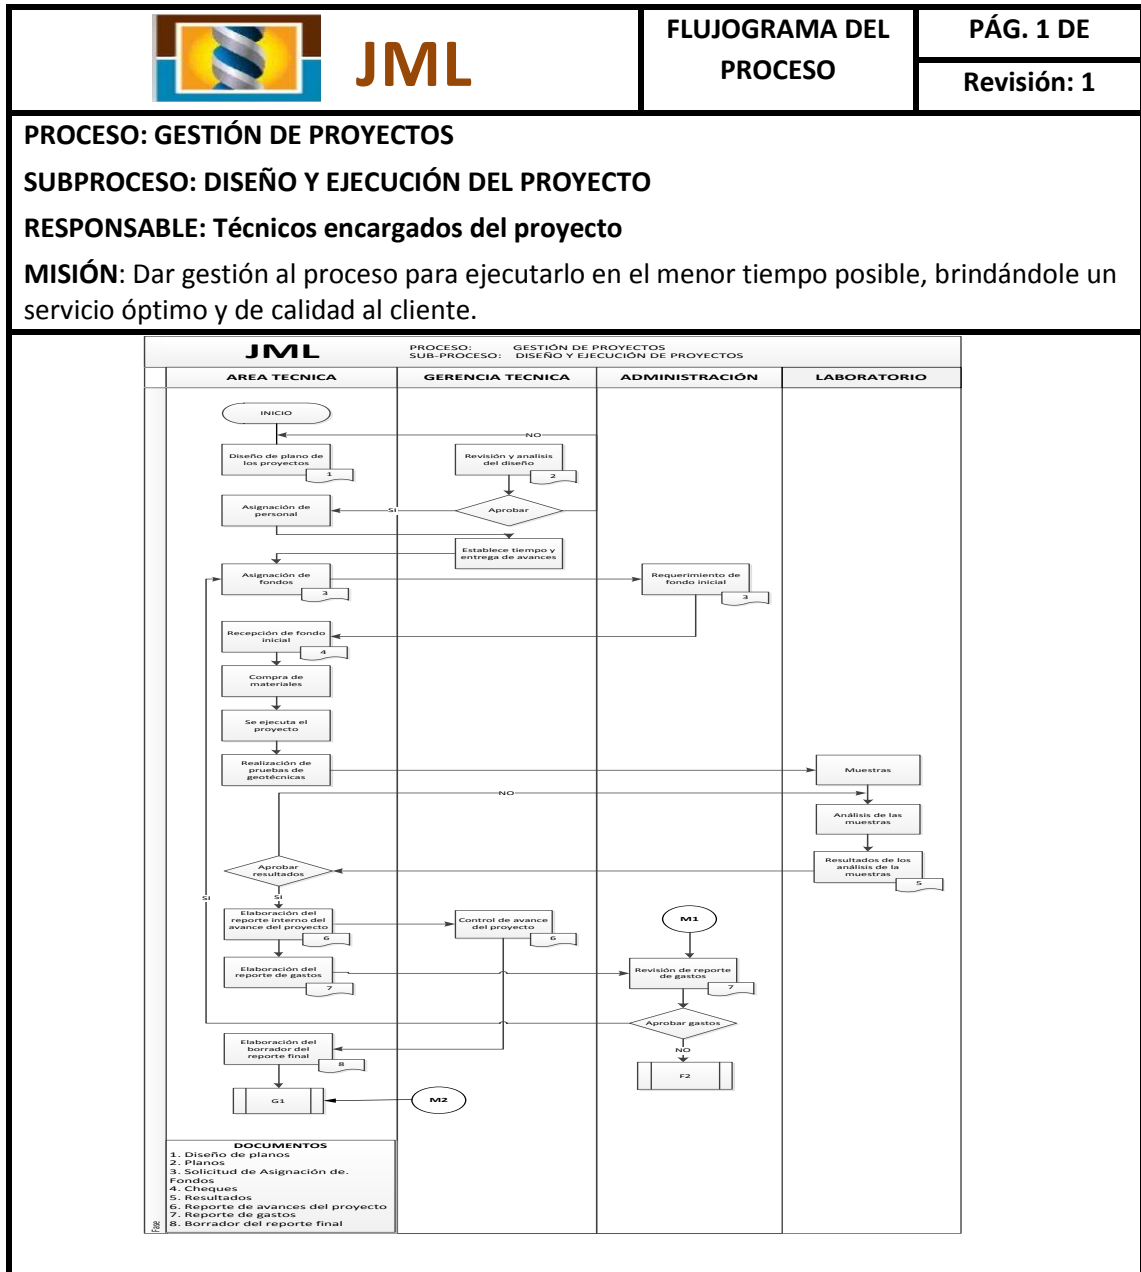 JML
FLUJOGRAMA DEL
PROCESO
PÁG. 1 DE
Revisión: 1
PROCESO: GESTIÓN DE PROYECTOS
SUBPROCESO: DISEÑO Y EJECUCIÓN DEL PROYECTO
RESPONSABLE: Técnicos encargados del proyecto
MISIÓN: Dar gestión al proceso para ejecutarlo en el menor tiempo posible, brindándole un
servicio óptimo y de calidad al cliente.
JML
PROCESO: GESTIÓN DE PROYECTOS
SUB-PROCESO: DISEÑO Y EJECUCIÓN DE PROYECTOS
AREA TECNICA
GERENCIA TECNICA
ADMINISTRACIÓN
LABORATORIO
INICIO
NO
Diseño de plano de
los proyectos
1
Revisión y analisis
del diseño
2
Asignación de
personal
SI
Aprobar
Establece tiempo y
entrega de avances
Asignación de
fondos
3
Requerimiento de
fondo inicial
3
Recepción de fondo
inicial
4
Compra de
materiales
Se ejecuta el
proyecto
Realización de
pruebas de
geotécnicas
Muestras
NO
Análisis de las
muestras
Aprobar
resultados
Resultados de los
análisis de la
muestras
5
SI
SI
Elaboración del
reporte interno del
avance del proyecto
6
Control de avance
del proyecto
6
M1
Elaboración del
reporte de gastos
7
Revisión de reporte
de gastos
7
Aprobar gastos
Elaboración del
borrador del
reporte final
8
NO
F2
G1
M2
DOCUMENTOS
1. Diseño de planos
2. Planos
3. Solicitud de Asignación de.
Fondos
4. Cheques
5. Resultados
6. Reporte de avances del proyecto
7. Reporte de gastos
8. Borrador del reporte final
Fase